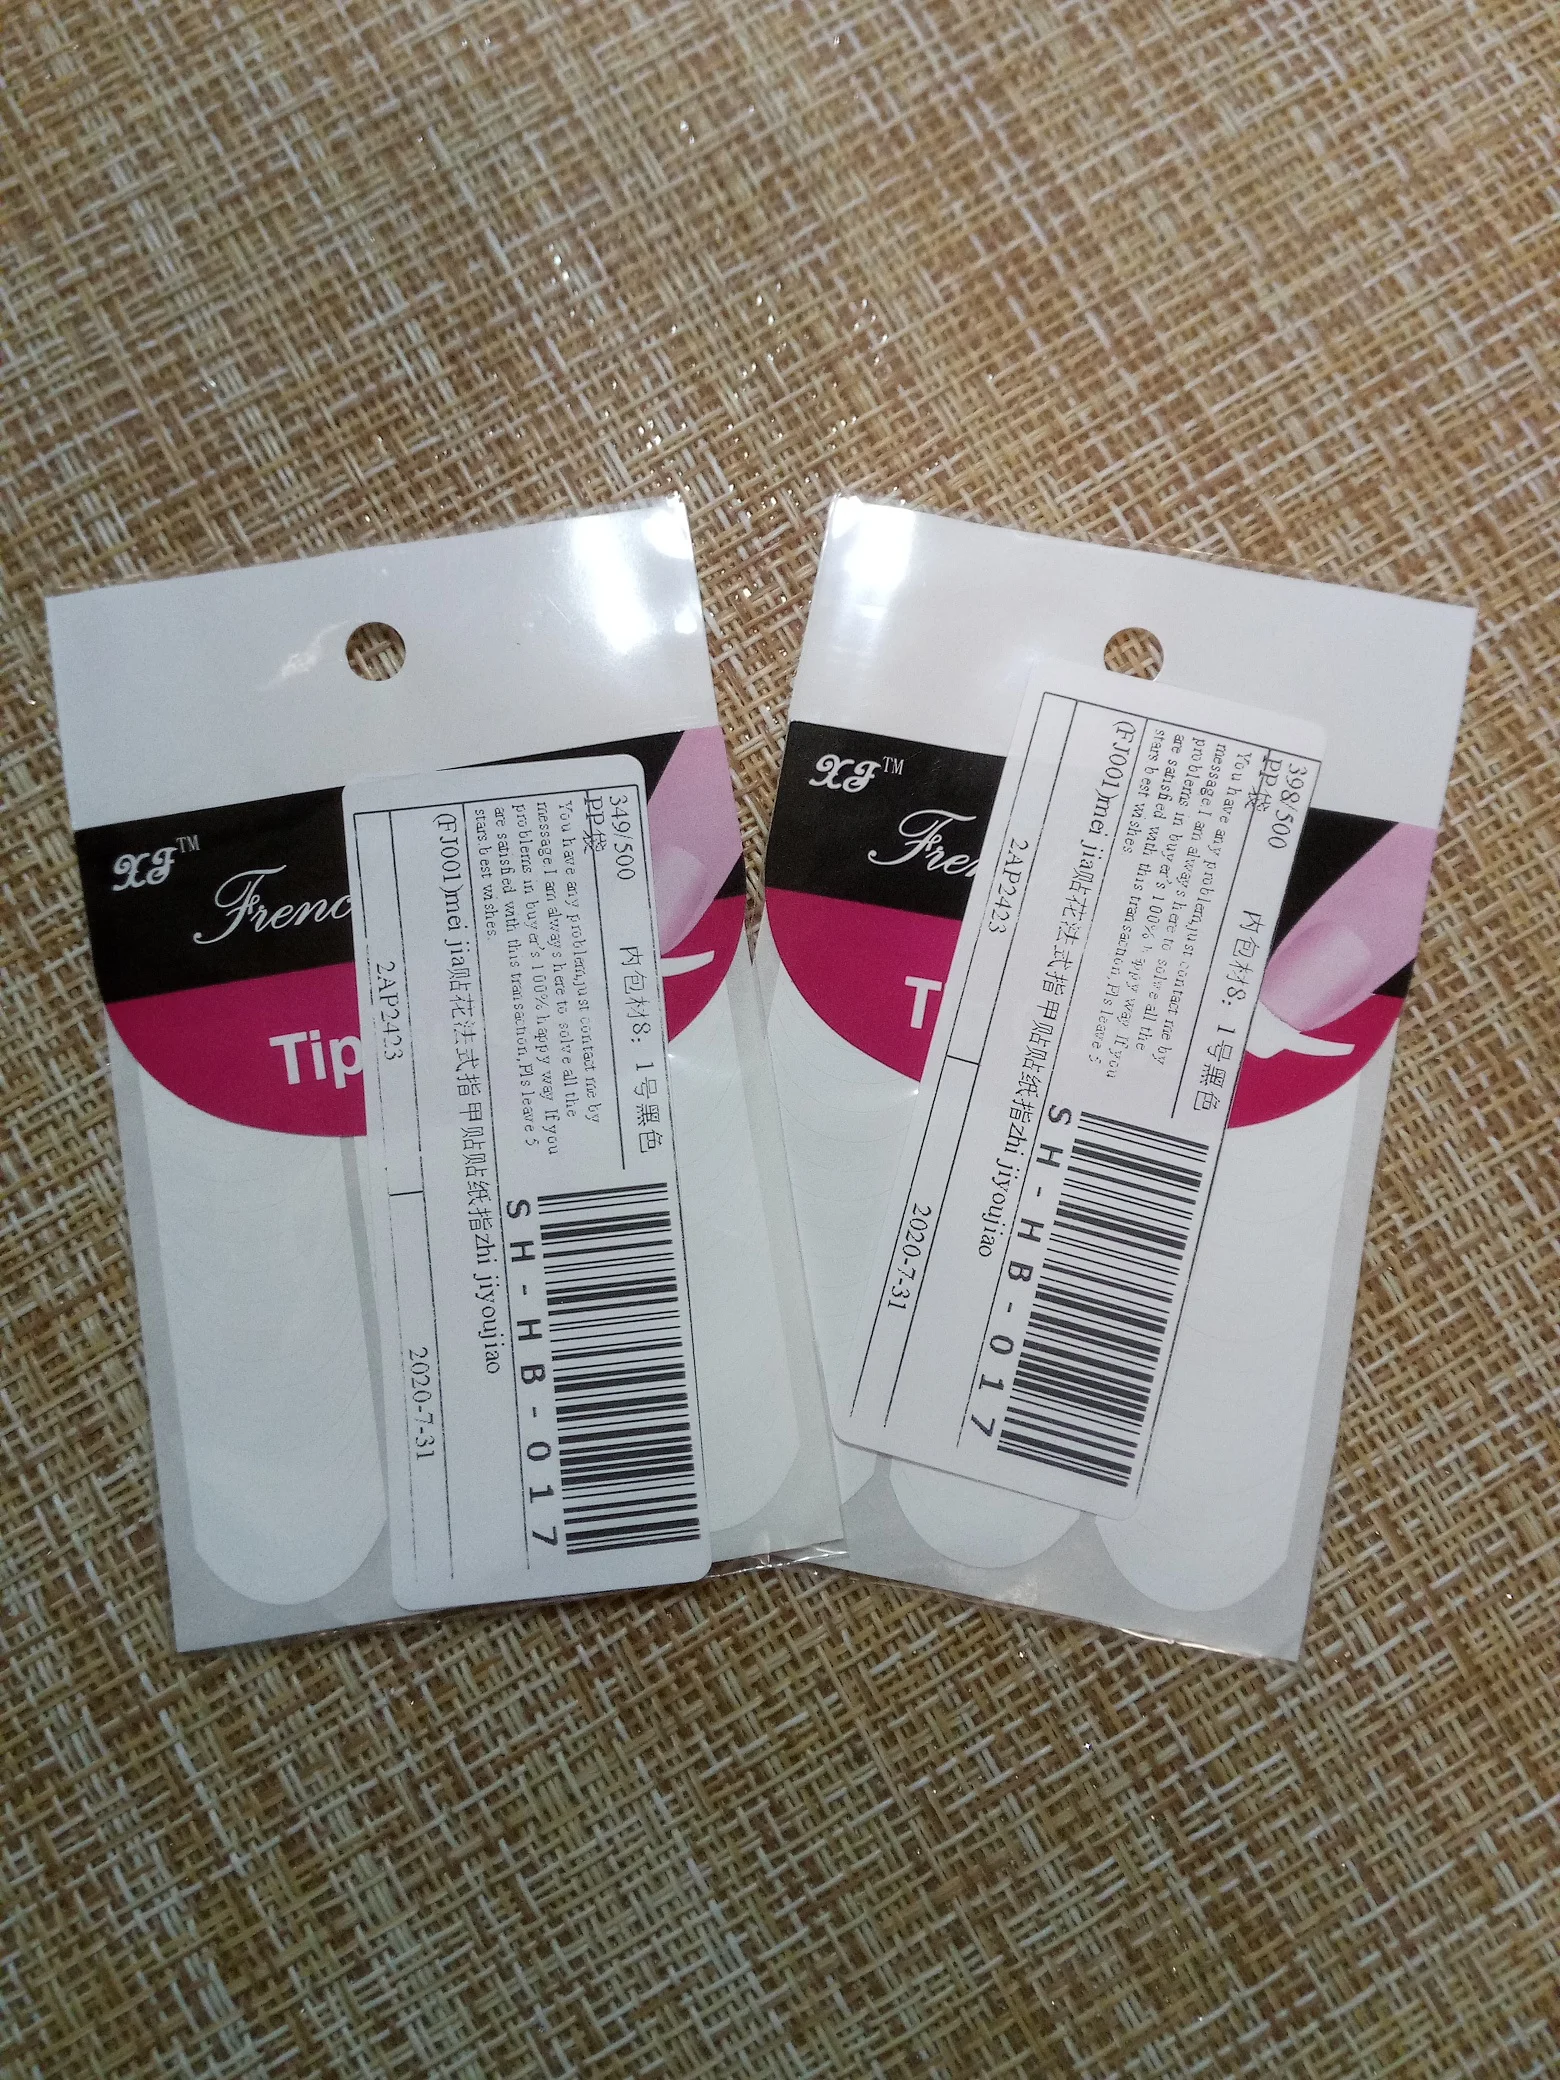 XF™
Frenc
Tip
349/500
PP袋
内包材8: 1号黑色
You have any problem,just contact me by
message.I am always here to solve all the
problems in buyer's 100% happy way. If you
are satisfied with this transaction,Pls leave 5
stars.best wishes.
SH-HB-017
(FJ001)mei jia贴花法式指甲贴贴纸指zhi jiyoujiao
2AP2423
2020-7-31
XF™
Fren
T
398/500
PP袋
内包材8: 1号黑色
You have any problem,just contact me by
message.I am always here to solve all the
problems in buyer's 100% happy way. If you
are satisfied with this transaction,Pls leave 5
stars.best wishes
SH-HB-017
(FJ001)mei jia贴花法式指甲贴贴纸指zhi jiyoujiao
2AP2423
2020-7-31